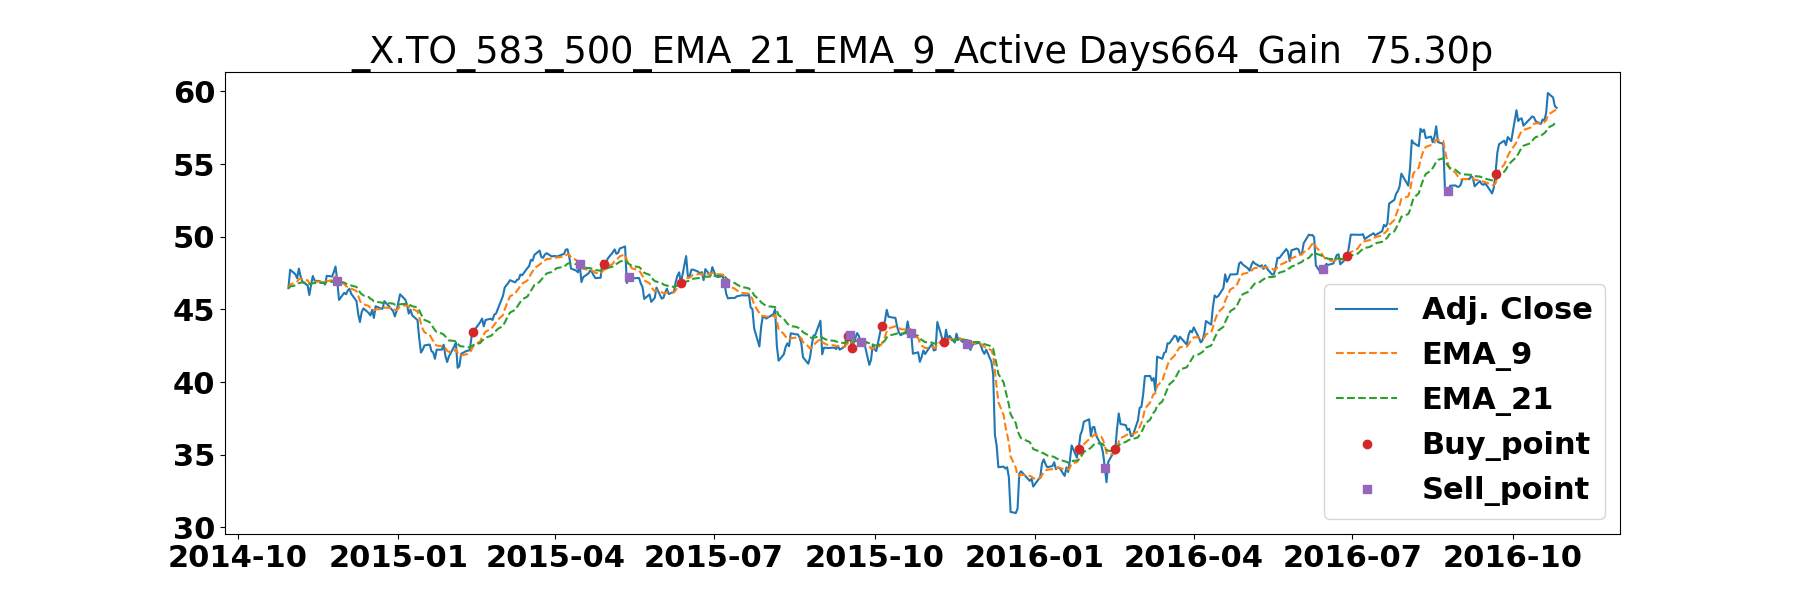 _X.TO_583_500_EMA_21_EMA_9_Active Days664_Gain  75.30p
60
55
50
45
40
35
30
2014-10 2015-01 2015-04 2015-07 2015-10 2016-01 2016-04 2016-07 2016-10
Adj. Close
EMA_9
EMA_21
Buy_point
Sell_point